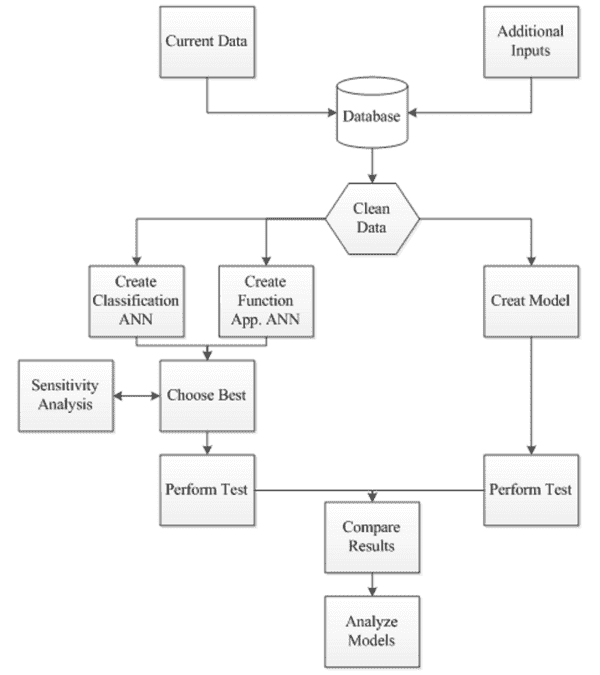 Current Data
Additional
Inputs
Database
Clean
Data
Create
Classification
ANN
Create
Function
App. ANN
Creat Model
Sensitivity
Analysis
Choose Best
Perform Test
Perform Test
Compare
Results
Analyze
Models